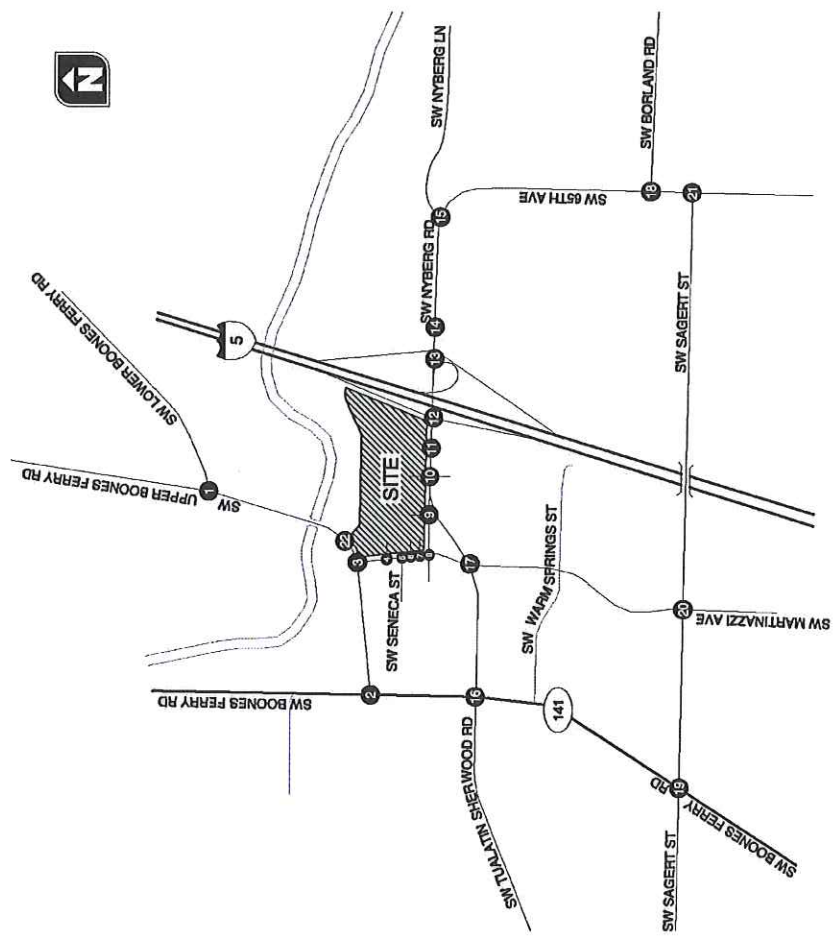 N
SW LOWER BOONES FERRY RD
SW
UPPER BOONES FERRY RD
5
SW NYBERG LN
1
SW NYBERG RD
15
14
13
12
11
10
9
SITE
22
3
4
5
6
7
8
SW SENECA ST
2
SW BOONES FERRY RD
17
16
SW TUALATIN SHERWOOD RD
SW WARM SPRINGS ST
141
SW 65TH AVE
SW BORLAND RD
18
21
SW SAGERT ST
20
SW MARTINAZZI AVE
19
SW BOONES FERRY
RD
SW SAGERT ST